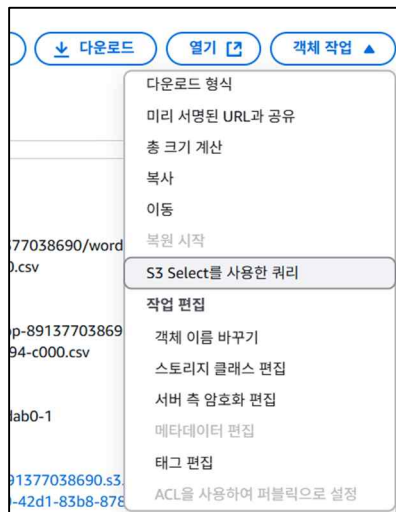 다운로드
열기
객체 작업
다운로드 형식
미리 서명된 URL과 공유
총 크기 계산
복사
이동
복원 시작
377038690/word
0.csv
S3 Select를 사용한 쿼리
작업 편집
op-89137703869
객체 이름 바꾸기
94-c000.csv
스토리지 클래스 편집
서버 측 암호화 편집
dab0-1
메타데이터 편집
태그 편집
91377038690.s3.
-42d1-83b8-878
ACL을 사용하여 퍼블릭으로 설정